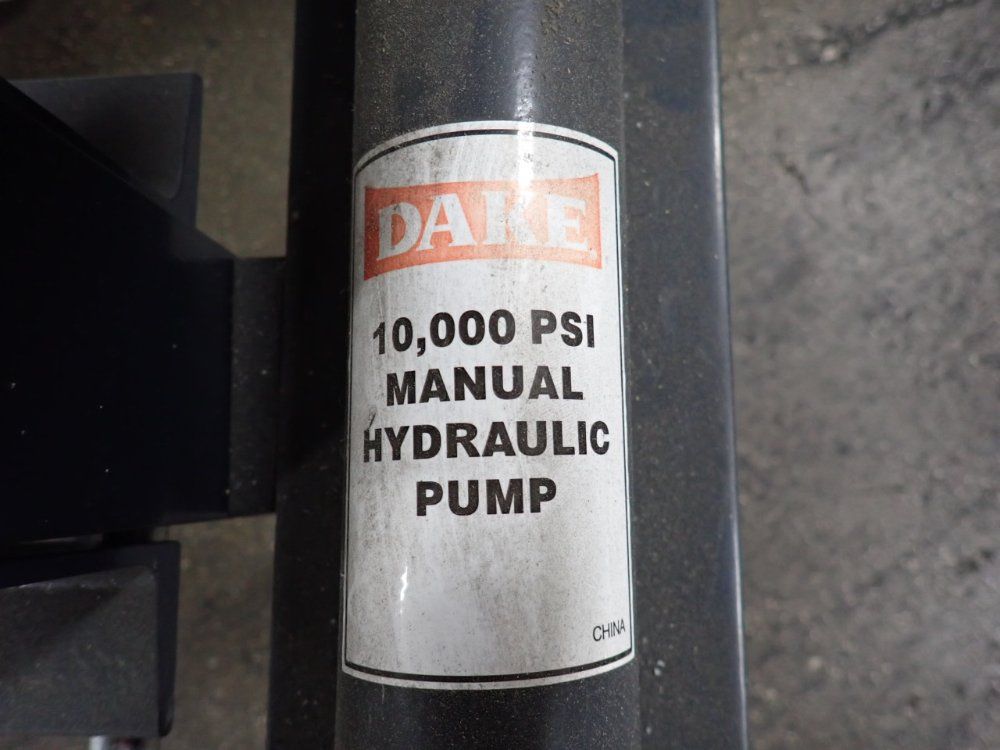 DAKE
10,000 PSI
MANUAL
HYDRAULIC
PUMP
CHINA